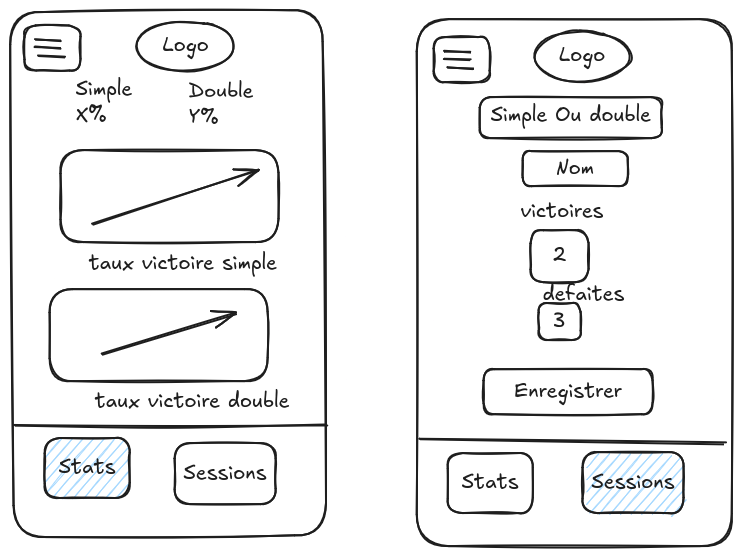 Logo
Simple
Double
X%
Y%
taux victoire simple
taux victoire double
Stats
Sessions
Logo
Simple Ou double
Nom
victoires
2
defaites
3
Enregistrer
Stats
Sessions